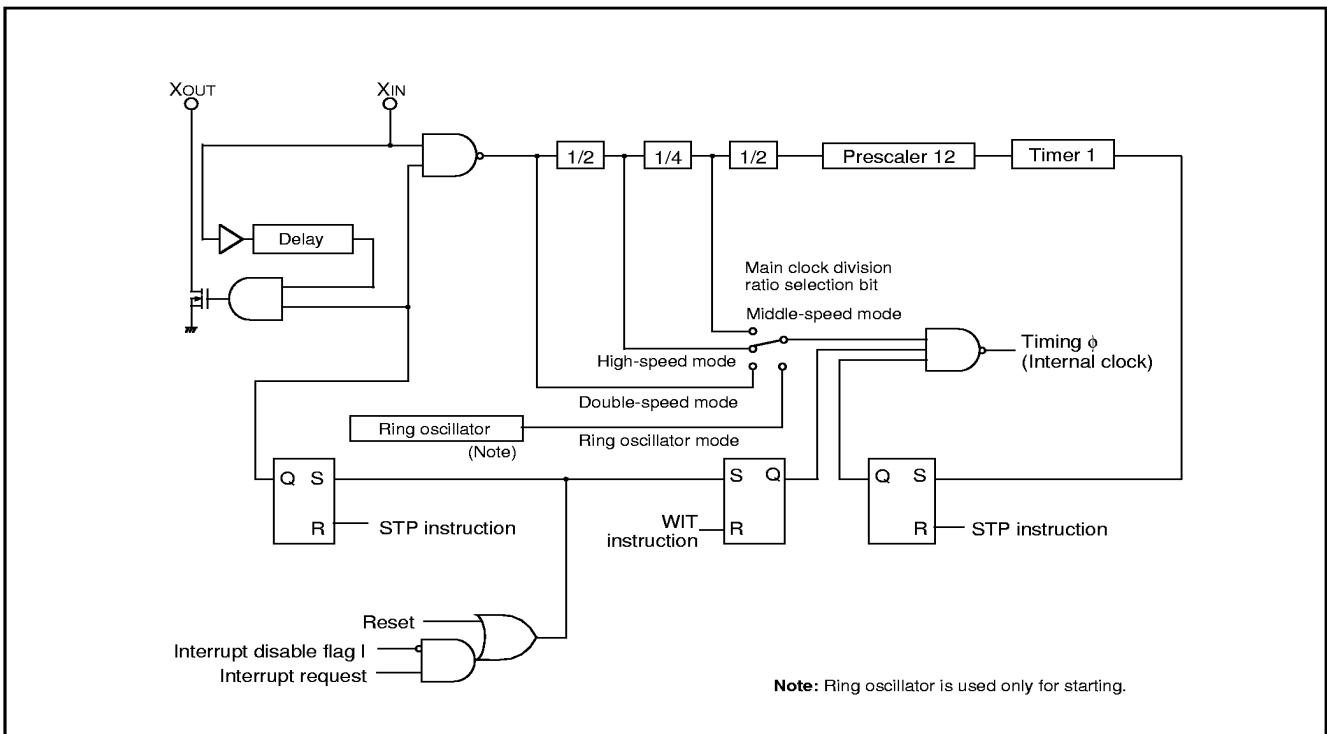 XOUT
XIN
1/2
1/4
1/2
Prescaler 12
Timer 1
Delay
Main clock division
ratio selection bit
Middle-speed mode
High-speed mode
Timing ϕ
(Internal clock)
Double-speed mode
Ring oscillator
(Note)
Ring oscillator mode
Q S
R
STP instruction
S Q
R
WIT
instruction
Q S
R
STP instruction
Reset
Interrupt disable flag I
Interrupt request
Note: Ring oscillator is used only for starting.